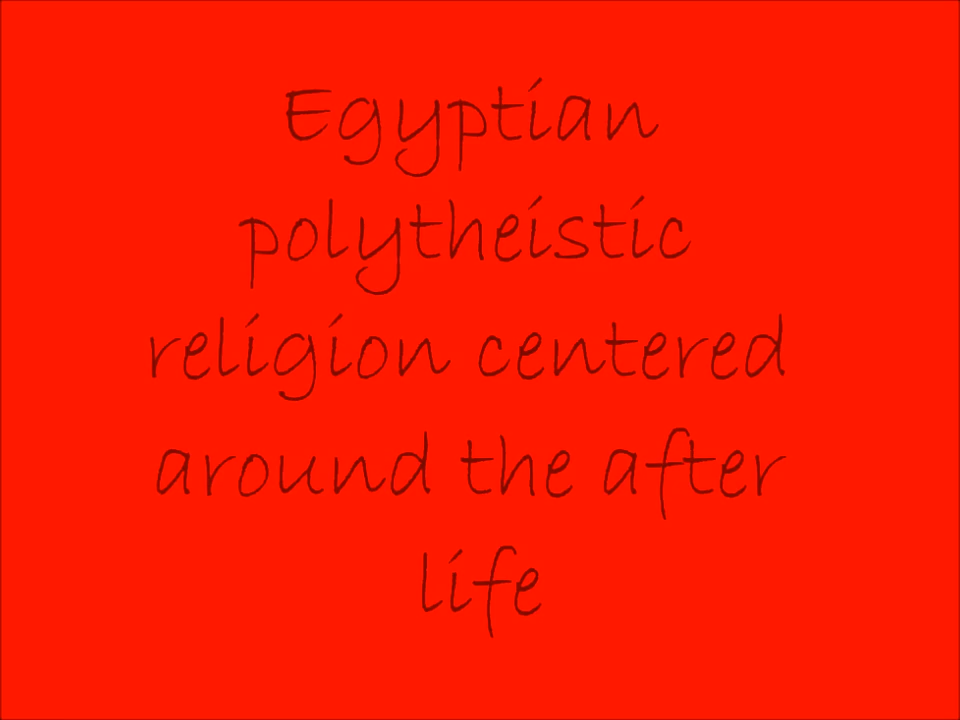 Egyptian
polytheistic
religion centered
around the after
life